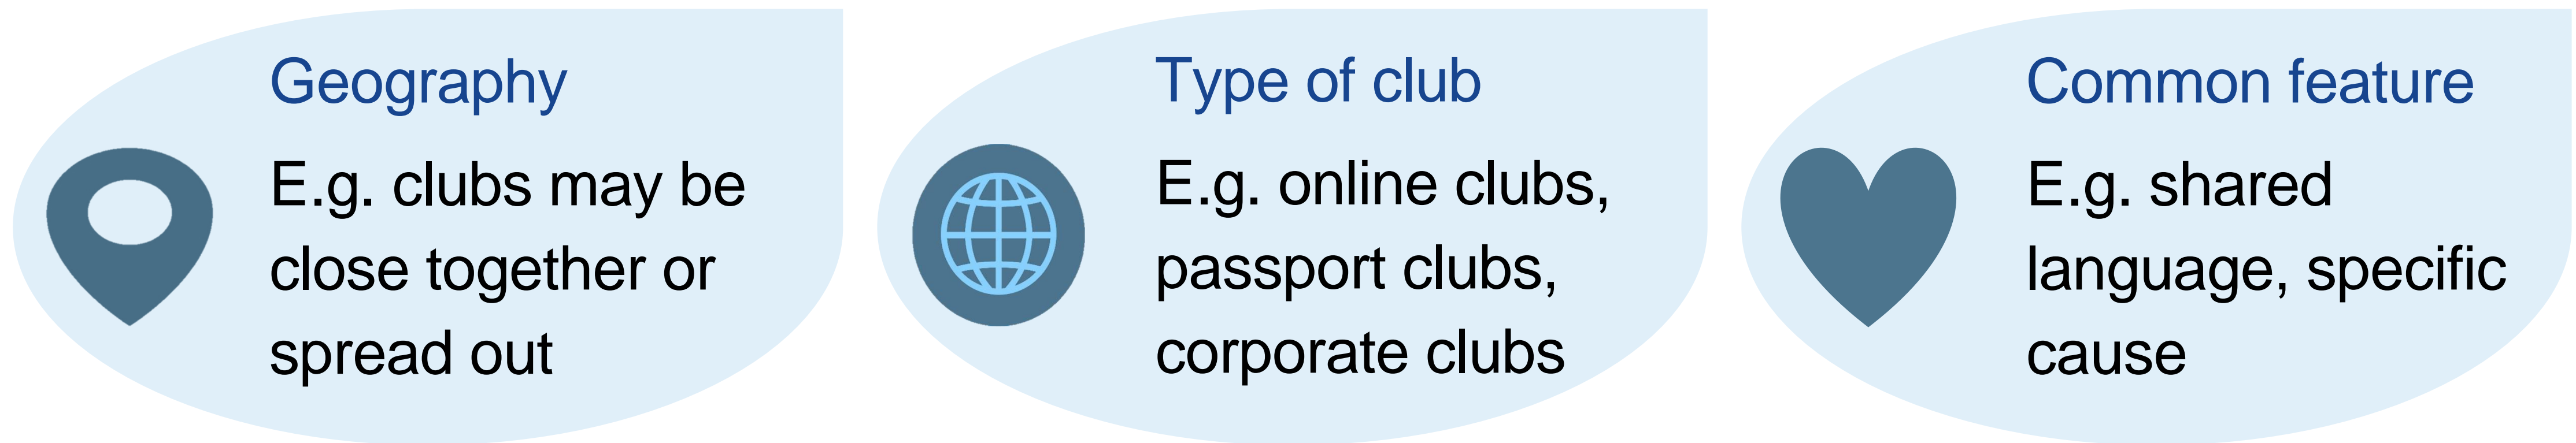 Geography
E.g. clubs may be
close together or
spread out
Type of club
E.g. online clubs,
passport clubs,
corporate clubs
Common feature
E.g. shared
language, specific
cause